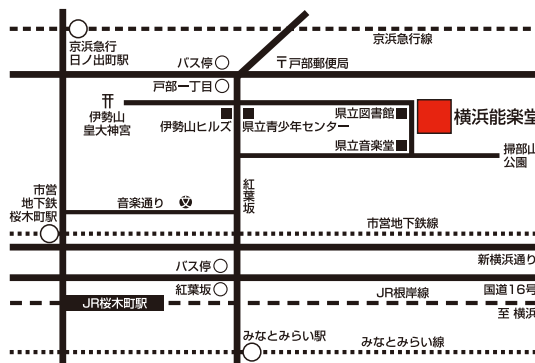 京浜急行線
京浜急行
日ノ出町駅
バス停
〒戸部郵便局
戸部一丁目
伊勢山
皇大神宮
伊勢山ヒルズ
県立青少年センター
県立図書館
横浜能楽堂
県立音楽堂
掃部山
公園
市営
地下鉄
桜木町駅
音楽通り
紅葉坂
市営地下鉄線
新横浜通り
バス停
紅葉坂
国道16号
JR桜木町駅
JR根岸線
至 横浜
みなとみらい駅
みなとみらい線